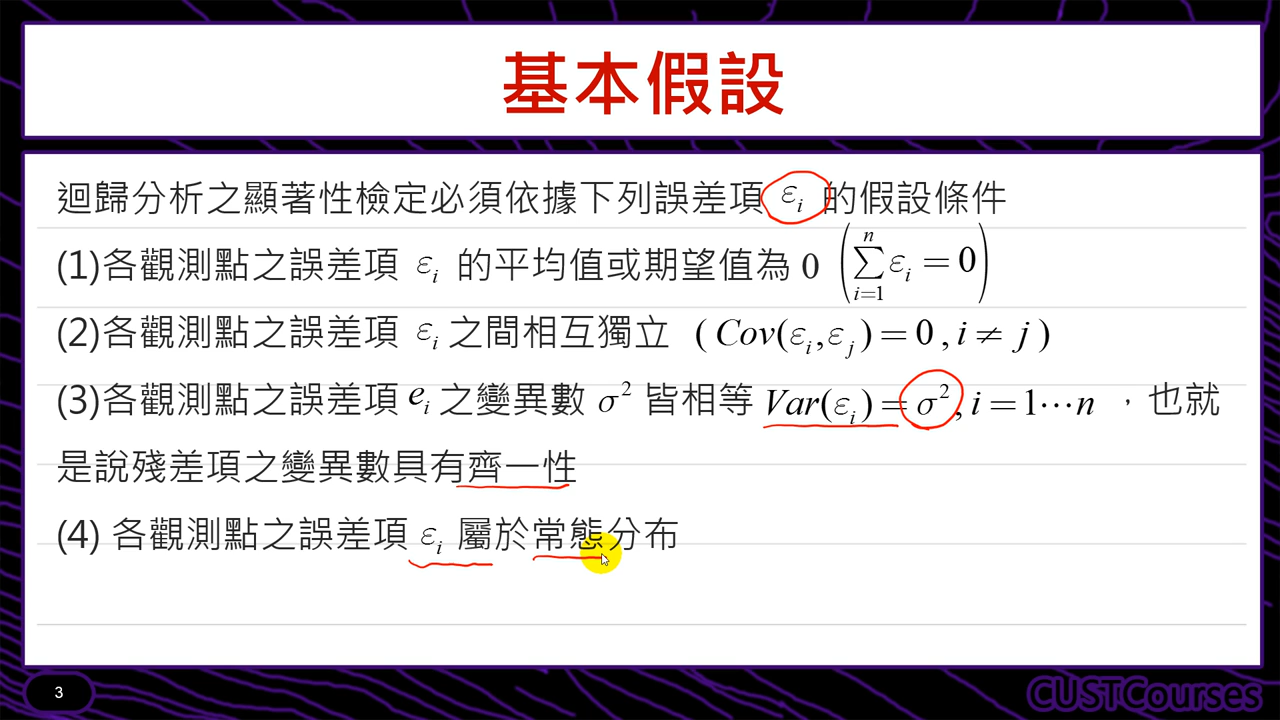 基本假設
迴歸分析之顯著性檢定必須依據下列誤差項 εᵢ 的假設條件
(1)各觀測點之誤差項 εᵢ 的平均值或期望值為 0 (∑ᵢ₌₁ⁿ εᵢ = 0)
(2)各觀測點之誤差項 εᵢ 之間相互獨立 ( Cov(εᵢ,εⱼ) = 0 , i ≠ j )
(3)各觀測點之誤差項 eᵢ 之變異數 σ² 皆相等 Var(εᵢ) = σ², i = 1⋯n ，也就
是說殘差項之變異數具有齊一性
(4) 各觀測點之誤差項 εᵢ 屬於常態分布
3
CUSTCourses